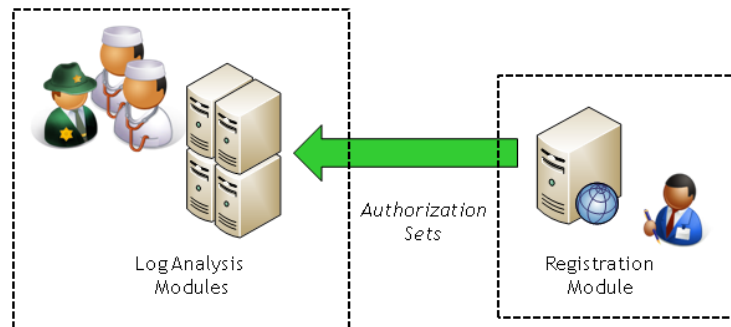 Authorization
Sets
Log Analysis
Modules
Registration
Module